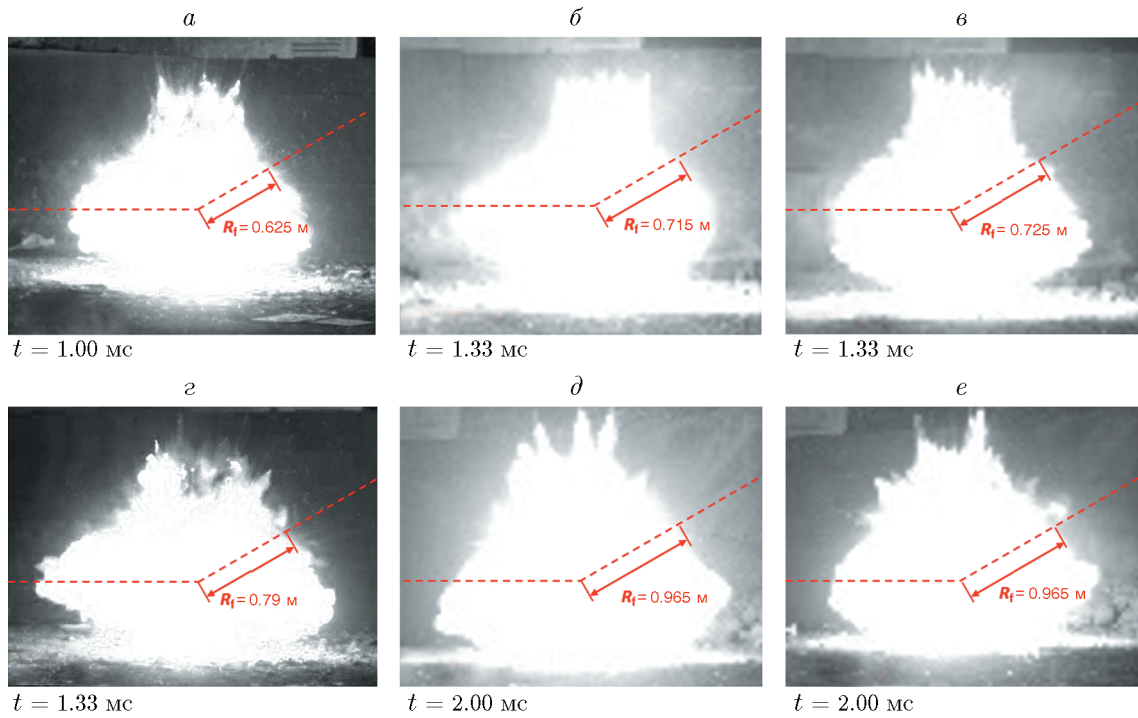 а б в
R_f = 0.625 м
R_f = 0.715 м
R_f = 0.725 м
t = 1.00 мс
t = 1.33 мс
t = 1.33 мс
г д е
R_f = 0.79 м
R_f = 0.965 м
R_f = 0.965 м
t = 1.33 мс
t = 2.00 мс
t = 2.00 мс